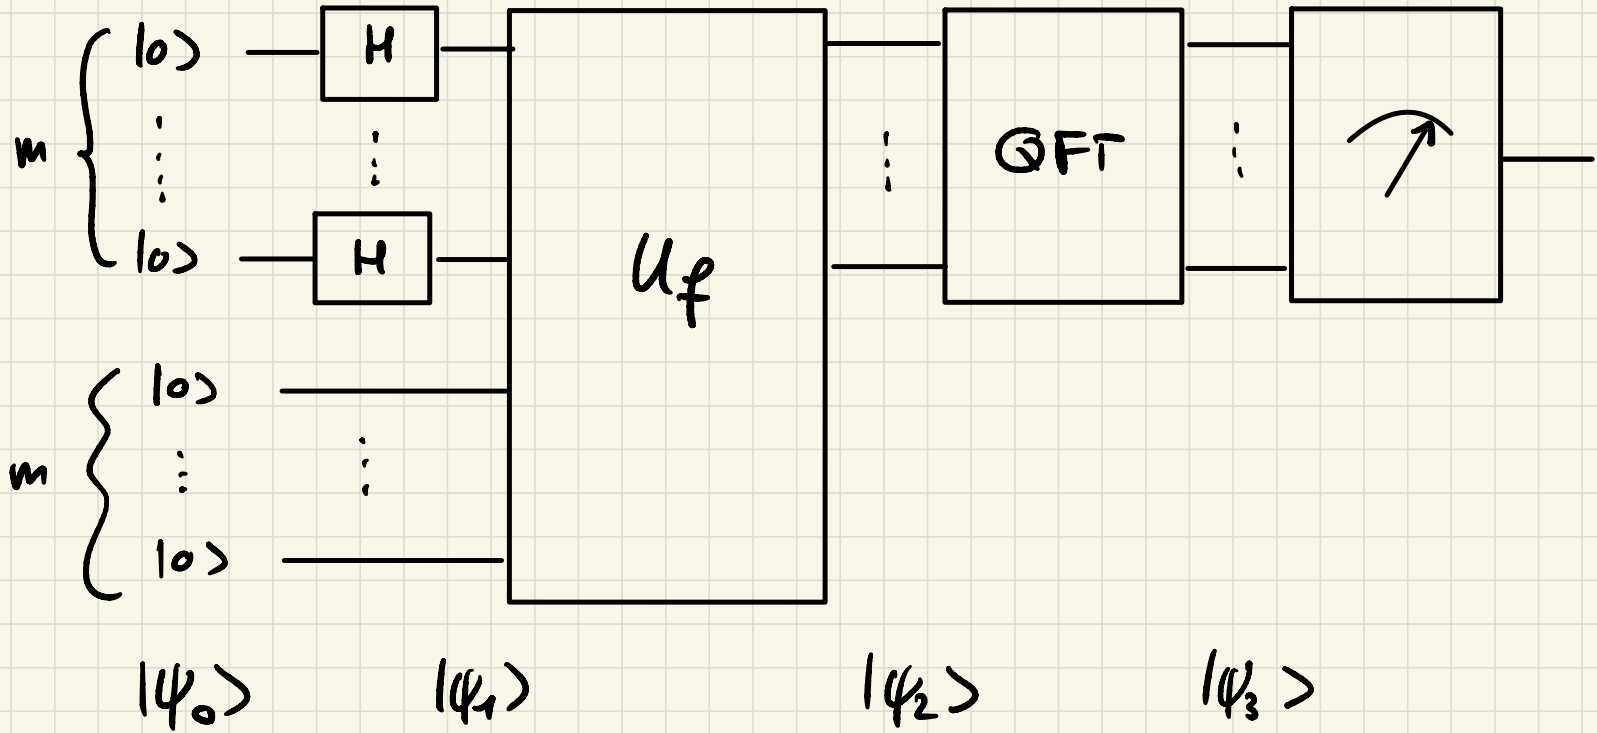 m { |0⟩ H
⋮ ⋮ ⋮ QFT ⋮
|0⟩ H
U_f
m { |0⟩
⋮ ⋮
|0⟩
|ψ₀⟩ |ψ₁⟩ |ψ₂⟩ |ψ₃⟩